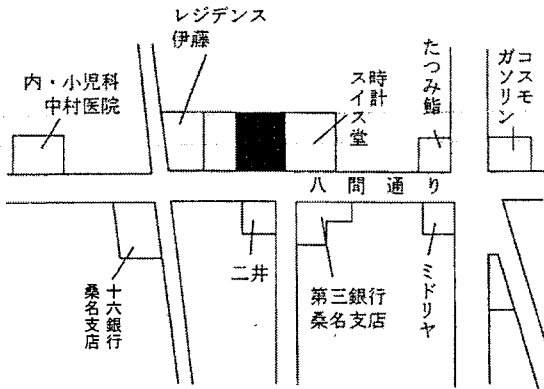 レジデンス
伊藤
内・小児科
中村医院
時計
スイス堂
たつみ鮨
コスモ
ガソリン
八間通り
十六銀行
桑名支店
二井
第三銀行
桑名支店
ミドリヤ